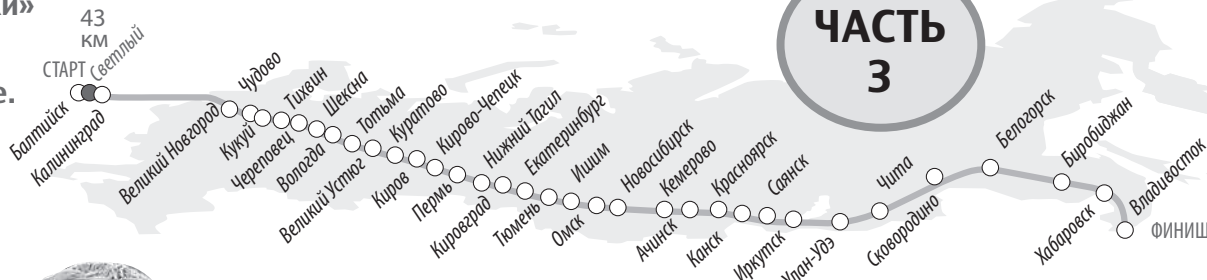 КИ»
43
КМ
СТАРТ
Светлый
е.
Балтийск
Калининград
Великий Новгород
Чудово
Кукуй
Тихвин
Череповец
Шексна
Вологда
Тотьма
Великий Устюг
Куратово
Киров
Кирово-Чепецк
Пермь
Нижний Тагил
Кировград
Екатеринбург
Тюмень
Ишим
Омск
Новосибирск
Ачинск
Кемерово
Канск
Красноярск
Иркутск
Саянск
Улан-Удэ
Чита
Сковородино
Белогорск
Хабаровск
Биробиджан
Владивосток
ФИНИШ
ЧАСТЬ
3